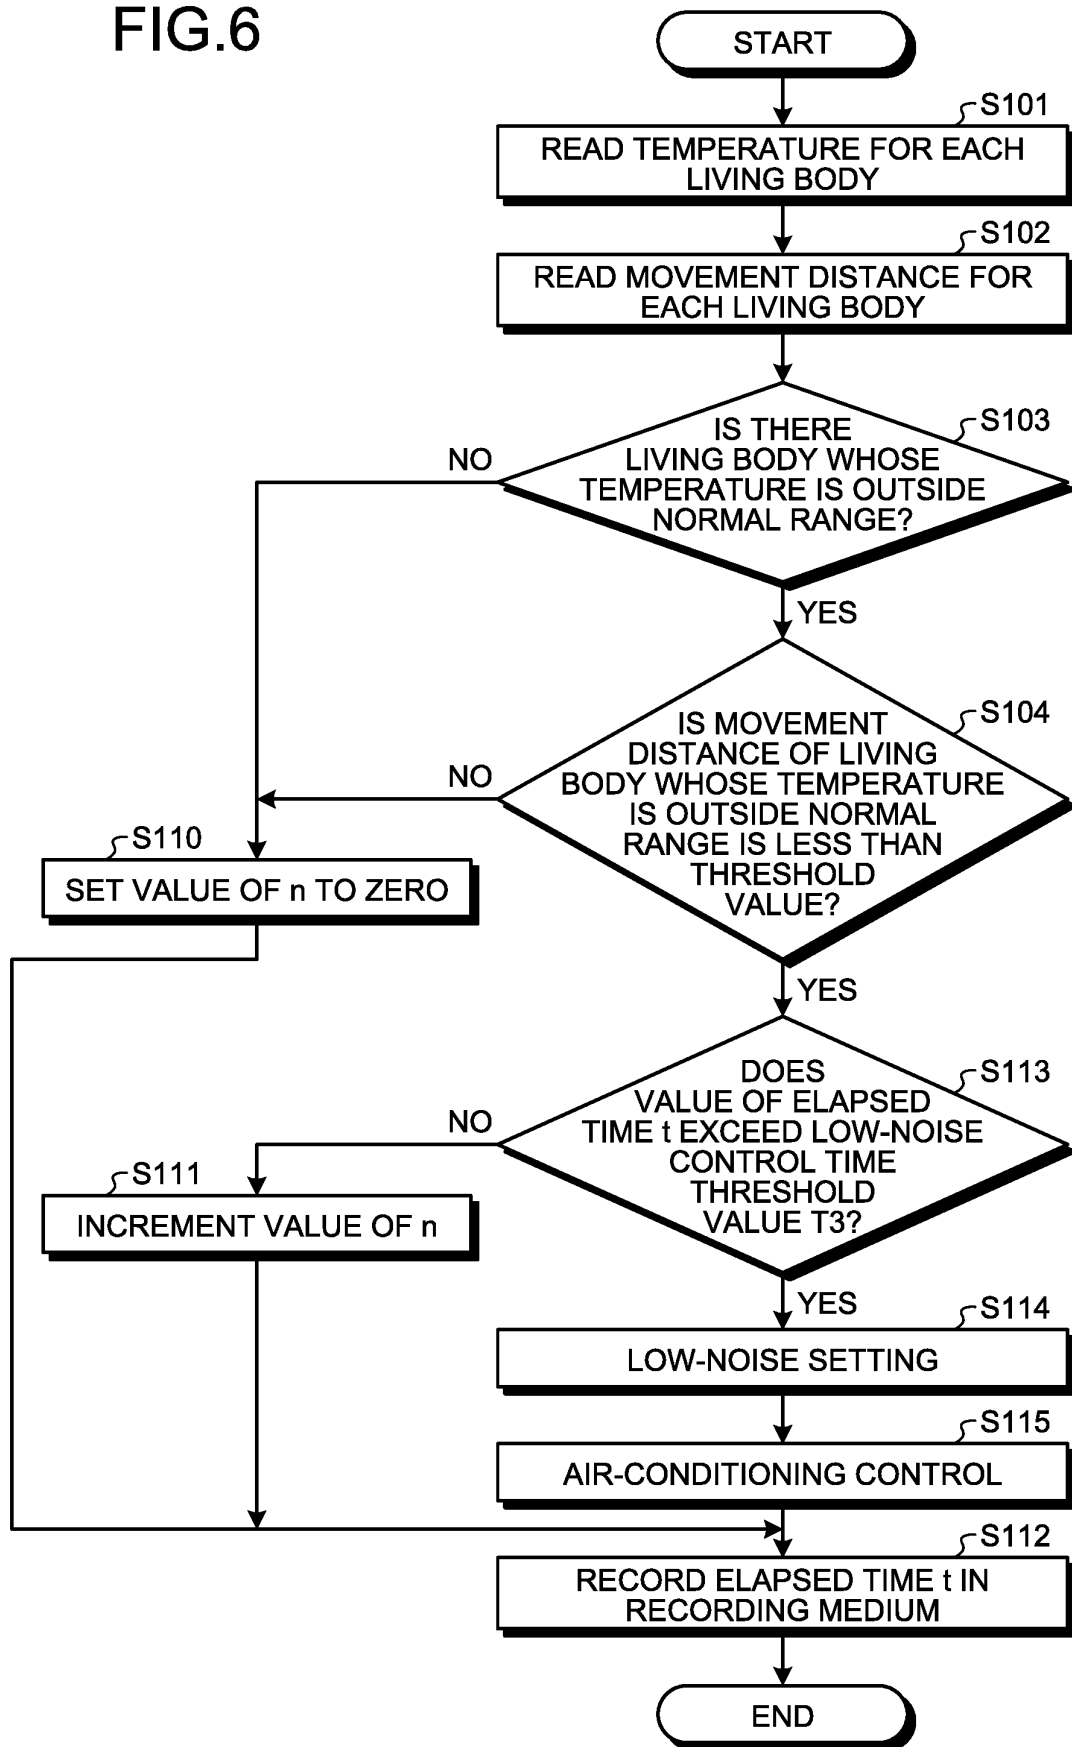 FIG.6
START
S101
READ TEMPERATURE FOR EACH
LIVING BODY
S102
READ MOVEMENT DISTANCE FOR
EACH LIVING BODY
S103
IS THERE
LIVING BODY WHOSE
TEMPERATURE IS OUTSIDE
NORMAL RANGE?
NO
YES
S104
IS MOVEMENT
DISTANCE OF LIVING
BODY WHOSE TEMPERATURE
IS OUTSIDE NORMAL
RANGE IS LESS THAN
THRESHOLD
VALUE?
NO
S110
SET VALUE OF n TO ZERO
YES
S113
DOES
VALUE OF ELAPSED
TIME t EXCEED LOW-NOISE
CONTROL TIME
THRESHOLD
VALUE T3?
NO
S111
INCREMENT VALUE OF n
YES
S114
LOW-NOISE SETTING
S115
AIR-CONDITIONING CONTROL
S112
RECORD ELAPSED TIME t IN
RECORDING MEDIUM
END